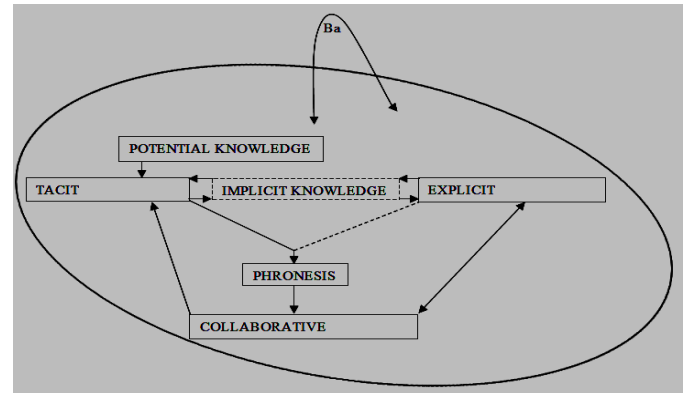 Ba
POTENTIAL KNOWLEDGE
TACIT
IMPLICIT KNOWLEDGE
EXPLICIT
PHRONESIS
COLLABORATIVE